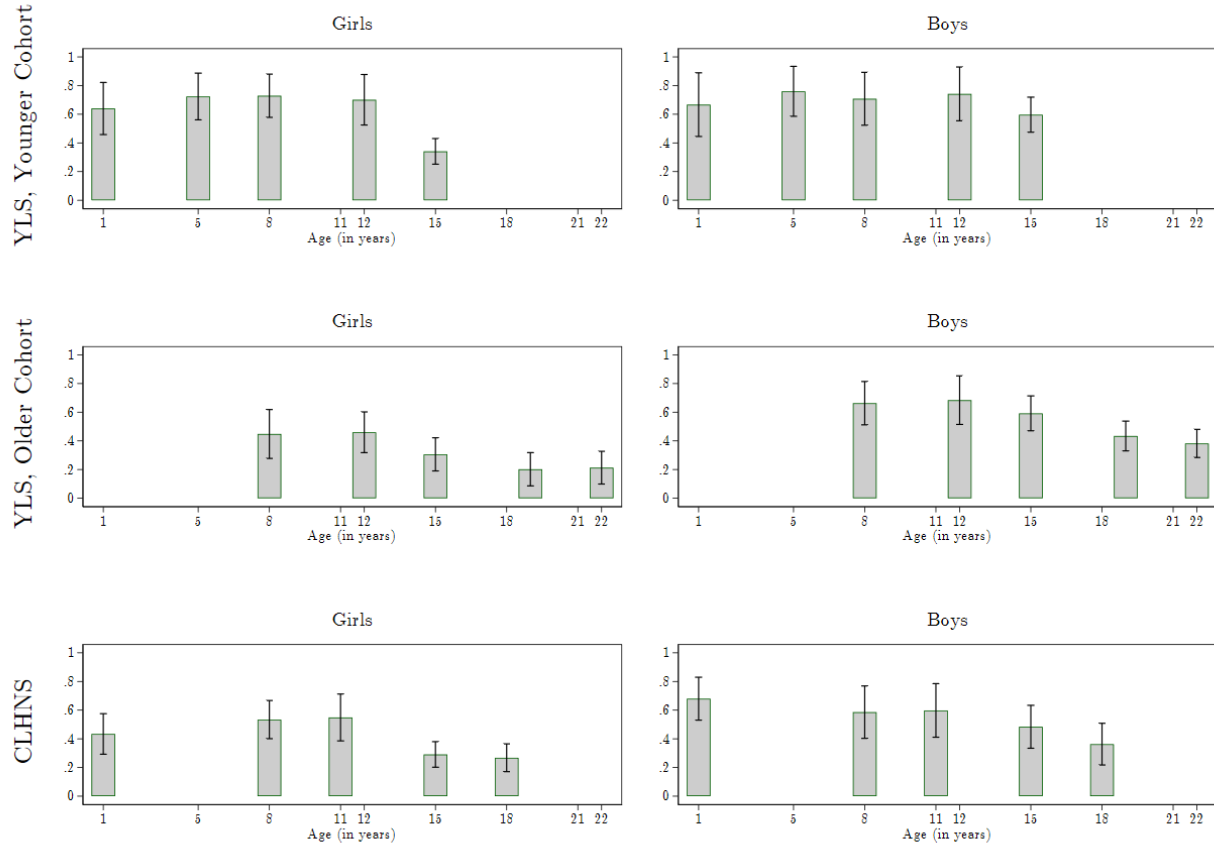 YLS, Younger Cohort
Girls
1
.8
.6
.4
.2
0
1 5 8 11 12 15 18 21 22
Age (in years)
Boys
1
.8
.6
.4
.2
0
1 5 8 11 12 15 18 21 22
Age (in years)
YLS, Older Cohort
Girls
1
.8
.6
.4
.2
0
1 5 8 11 12 15 18 21 22
Age (in years)
Boys
1
.8
.6
.4
.2
0
1 5 8 11 12 15 18 21 22
Age (in years)
CLHNS
Girls
1
.8
.6
.4
.2
0
1 5 8 11 12 15 18 21 22
Age (in years)
Boys
1
.8
.6
.4
.2
0
1 5 8 11 12 15 18 21 22
Age (in years)